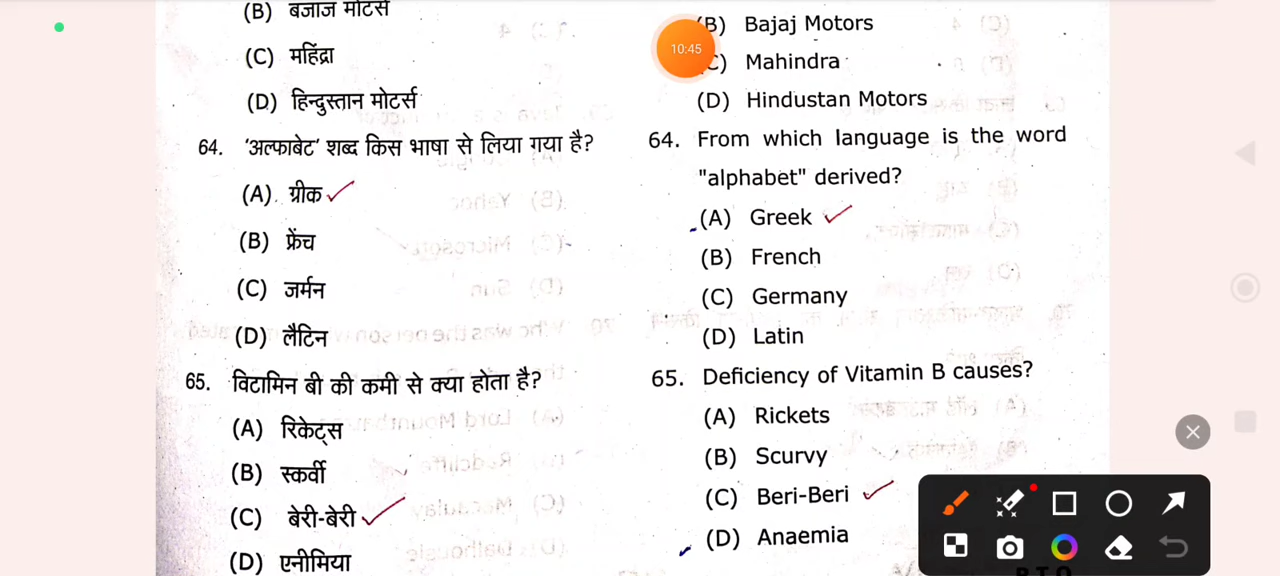 (B) बजाज मोटर्स
(C) महिंद्रा
(D) हिन्दुस्तान मोटर्स
64. 'अल्फाबेट' शब्द किस भाषा से लिया गया है?
(A) ग्रीक
(B) फ्रेंच
(C) जर्मन
(D) लैटिन
65. विटामिन बी की कमी से क्या होता है?
(A) रिकेट्स
(B) स्कर्वी
(C) बेरी-बेरी
(D) एनीमिया
10:45
(B) Bajaj Motors
(C) Mahindra
(D) Hindustan Motors
64. From which language is the word
"alphabet" derived?
(A) Greek
(B) French
(C) Germany
(D) Latin
65. Deficiency of Vitamin B causes?
(A) Rickets
(B) Scurvy
(C) Beri-Beri
(D) Anaemia